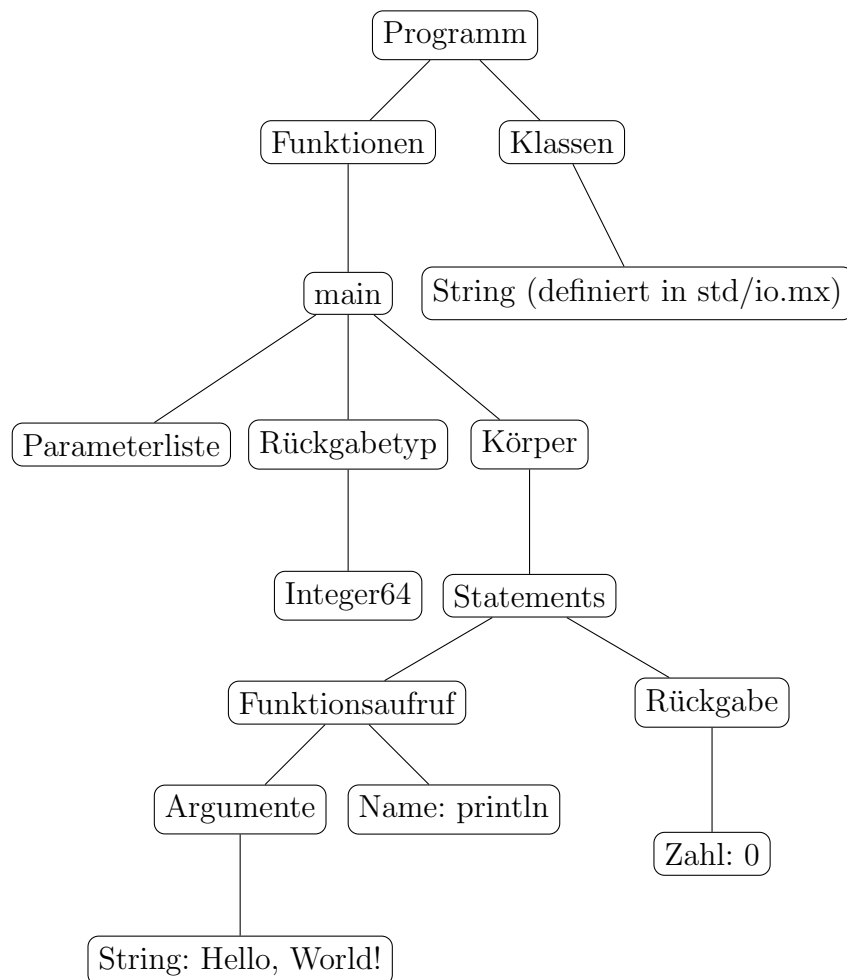 Programm
Funktionen
Klassen
main
String (definiert in std/io.mx)
Parameterliste
Rückgabetyp
Körper
Integer64
Statements
Funktionsaufruf
Rückgabe
Argumente
Name: println
Zahl: 0
String: Hello, World!